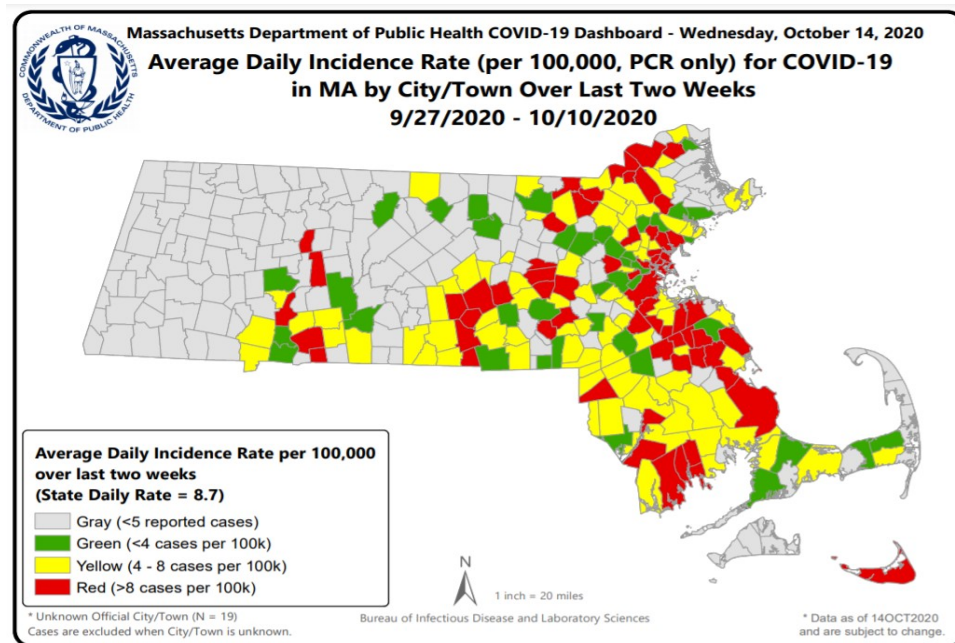 Massachusetts Department of Public Health COVID-19 Dashboard - Wednesday, October 14, 2020
COMMONWEALTH OF MASSACHUSETTS
DEPARTMENT OF PUBLIC HEALTH
Average Daily Incidence Rate (per 100,000, PCR only) for COVID-19
in MA by City/Town Over Last Two Weeks
9/27/2020 - 10/10/2020
Average Daily Incidence Rate per 100,000
over last two weeks
(State Daily Rate = 8.7)
Gray (<5 reported cases)
Green (<4 cases per 100k)
Yellow (4 - 8 cases per 100k)
Red (>8 cases per 100k)
N
1 inch = 20 miles
* Unknown Official City/Town (N = 19)
Cases are excluded when City/Town is unknown.
Bureau of Infectious Disease and Laboratory Sciences
* Data as of 14OCT2020
and are subject to change.